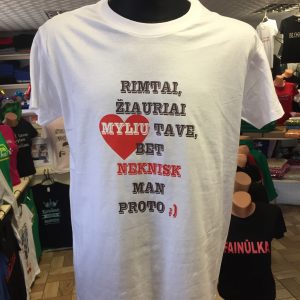 RIMTAI,
ŽIAURIAI
MYLIU TAVE,
BET
NEKNISK
MAN
PROTO ;)
FAINŪLKA